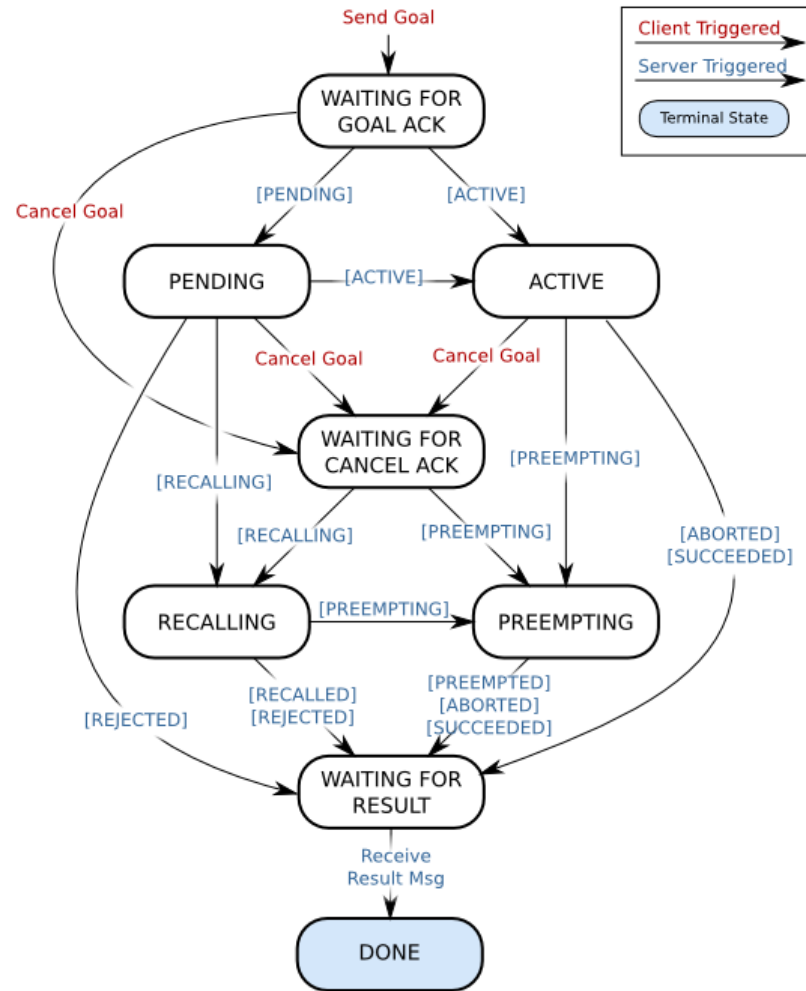 Send Goal
Client Triggered
Server Triggered
Terminal State
WAITING FOR
GOAL ACK
[PENDING]
[ACTIVE]
Cancel Goal
PENDING
[ACTIVE]
ACTIVE
Cancel Goal
Cancel Goal
WAITING FOR
CANCEL ACK
[PREEMPTING]
[RECALLING]
[RECALLING]
[PREEMPTING]
[ABORTED]
[SUCCEEDED]
RECALLING
[PREEMPTING]
PREEMPTING
[RECALLED]
[REJECTED]
[PREEMPTED]
[ABORTED]
[SUCCEEDED]
[REJECTED]
WAITING FOR
RESULT
Receive
Result Msg
DONE